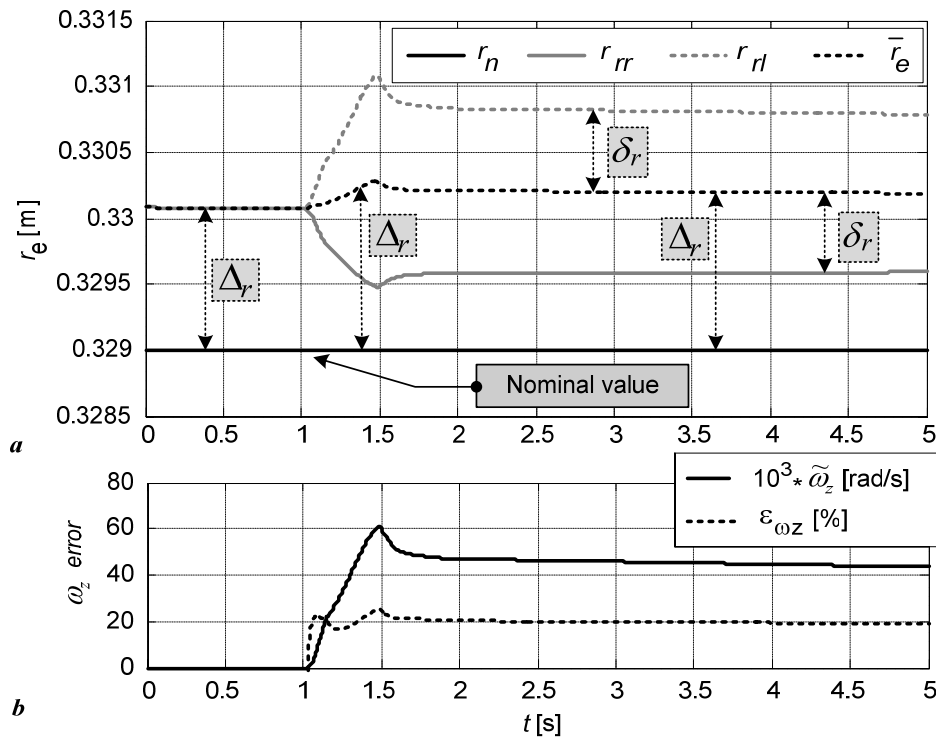 0.3315
0.331
0.3305
0.33
0.3295
0.329
0.3285
r_e [m]
r_n r_rr r_rl r̅_e
δ_r
Δ_r Δ_r Δ_r δ_r
Nominal value
0 0.5 1 1.5 2 2.5 3 3.5 4 4.5 5
a
80
60
40
20
0
ω_z error
10³* ω̃_z [rad/s]
ε_ωz [%]
0 0.5 1 1.5 2 2.5 3 3.5 4 4.5 5
b
t [s]